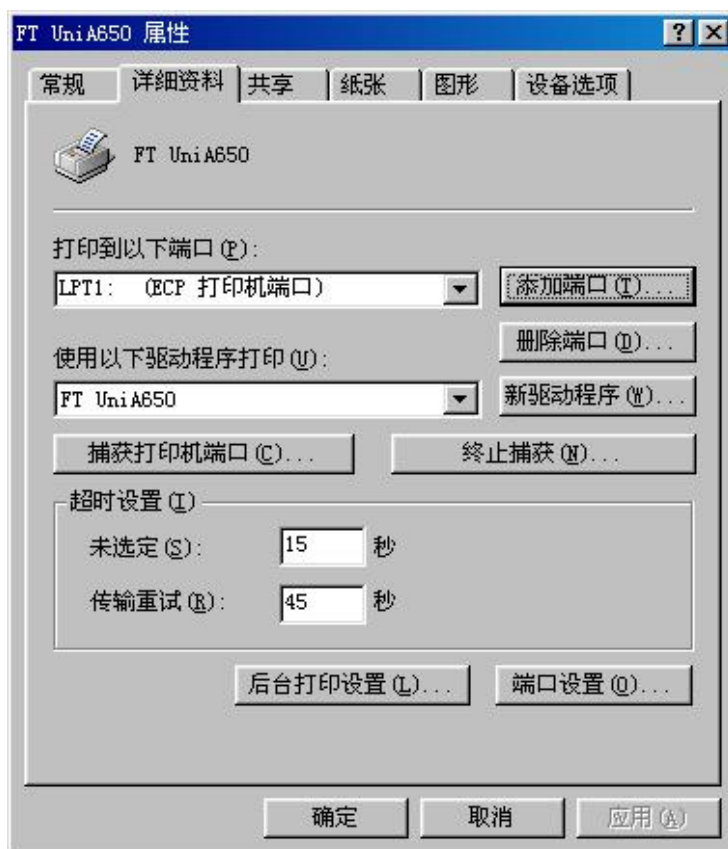 FT UniA650 属性
常规 详细资料 共享 纸张 图形 设备选项
FT UniA650
打印到以下端口(P):
LPT1: (ECP 打印机端口) 添加端口(T)...
删除端口(D)...
使用以下驱动程序打印(U):
FT UniA650 新驱动程序(W)...
捕获打印机端口(C)... 终止捕获(N)...
超时设置(I)
未选定(S): 15 秒
传输重试(R): 45 秒
后台打印设置(L)... 端口设置(O)...
确定 取消 应用(A)